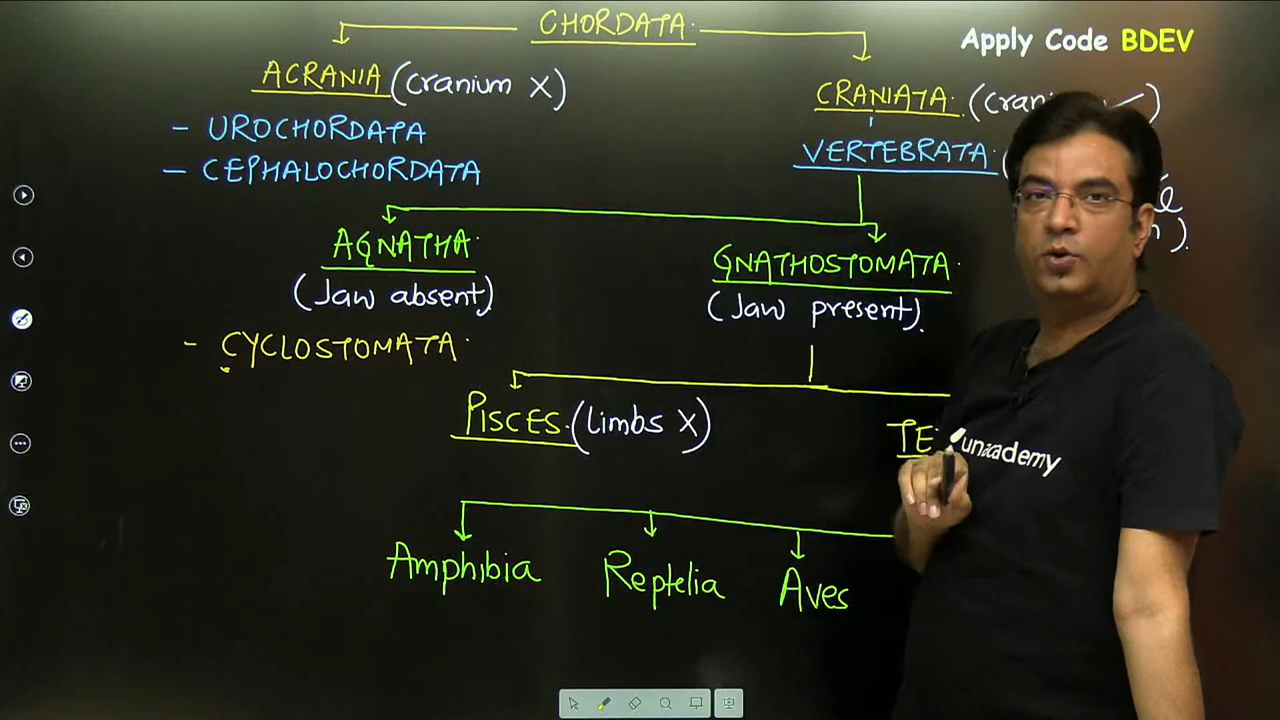 CHORDATA
Apply Code BDEV
ACRANIA (cranium X)
CRANIATA (
- UROCHORDATA
VERTEBRATA (
- CEPHALOCHORDATA
AGNATHA
GNATHOSTOMATA
(Jaw absent)
(Jaw present).
- CYCLOSTOMATA
PISCES (limbs X)
TE
unacademy
Amphibia
Reptelia
Aves